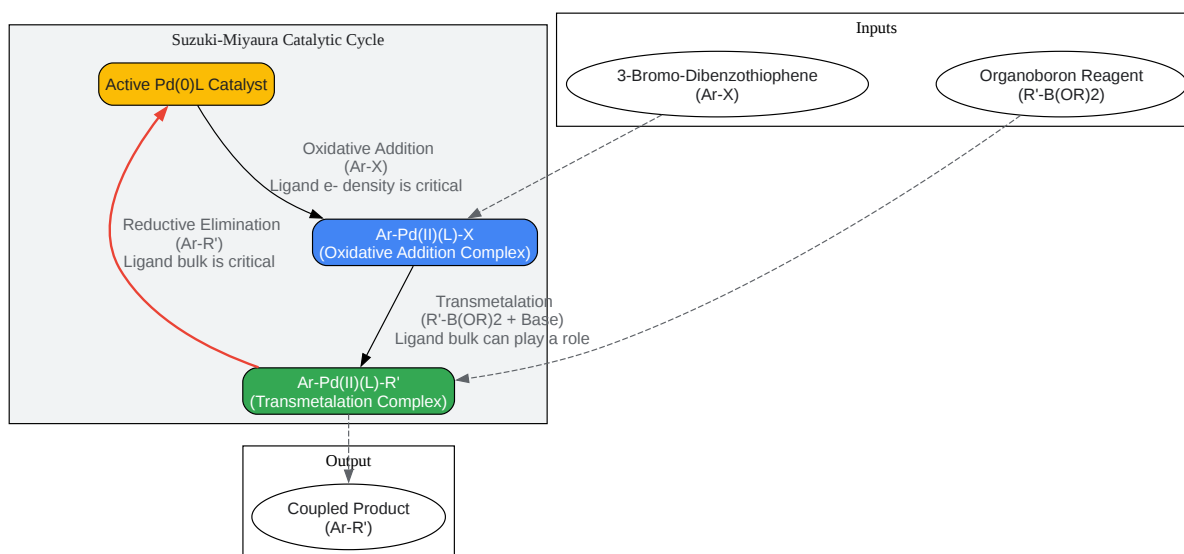 Suzuki-Miyaura Catalytic Cycle
Inputs
Active Pd(0)L Catalyst
3-Bromo-Dibenzothiophene
(Ar-X)
Organoboron Reagent
(R'-B(OR)2)
Oxidative Addition
(Ar-X)
Ligand e- density is critical
Reductive Elimination
(Ar-R')
Ligand bulk is critical
Ar-Pd(II)(L)-X
(Oxidative Addition Complex)
Transmetalation
(R'-B(OR)2 + Base)
Ligand bulk can play a role
Ar-Pd(II)(L)-R'
(Transmetalation Complex)
Output
Coupled Product
(Ar-R')